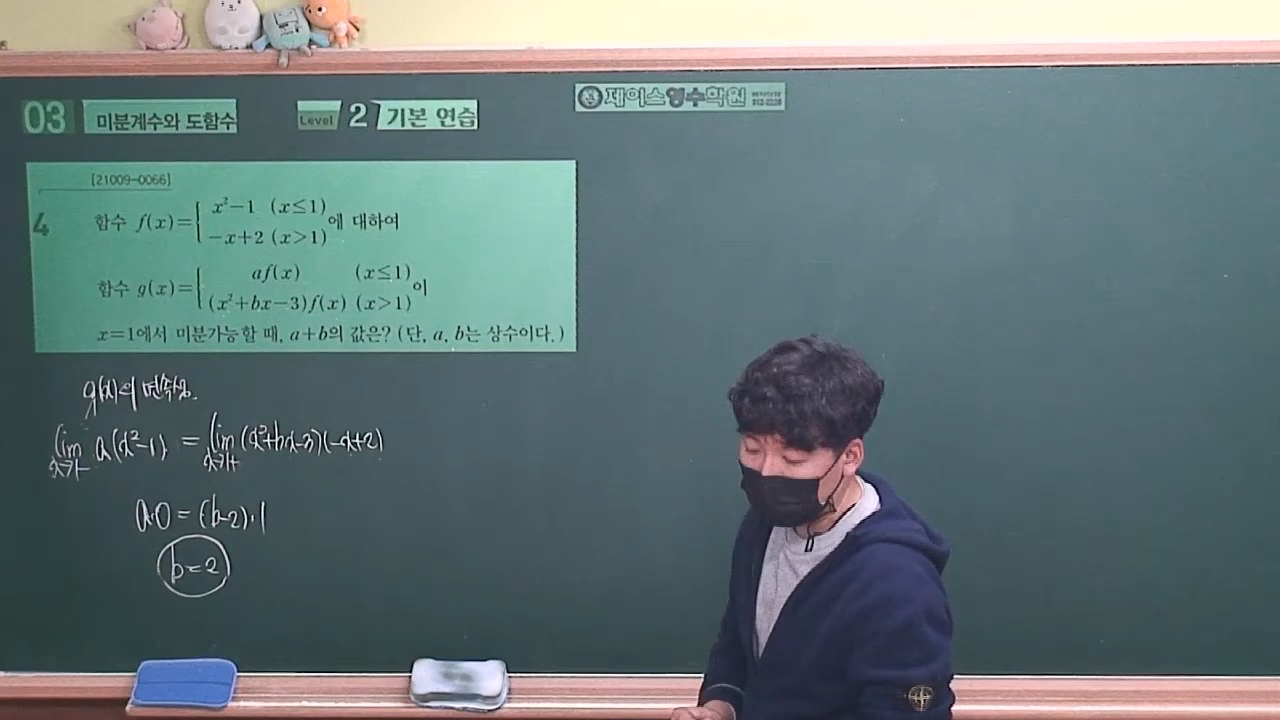 03 미분계수와 도함수 Level 2 기본 연습
제이스영수학원
[21009-0066]
4 함수 f(x)={ x²-1 (x≤1)
-x+2 (x>1) 에 대하여
함수 g(x)={ af(x) (x≤1)
(x²+bx-3)f(x) (x>1) 이
x=1에서 미분가능할 때, a+b의 값은? (단, a, b는 상수이다.)
g(x)의 연속성.
lim a(x²-1) = lim (x²+bx-3)(-x+2)
x→1- x→1+
a·0 = (b-2)·1
b=2